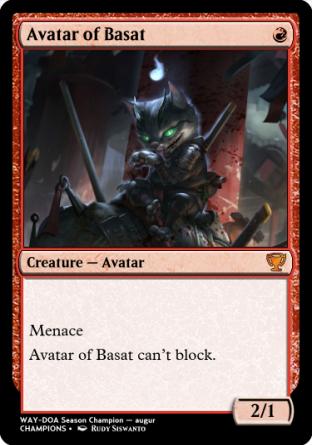 Avatar of Basat
Creature — Avatar
Menace
Avatar of Basat can't block.
2/1
WAY-DOA Season Champion — augur
CHAMPIONS • Rudy Siswanto